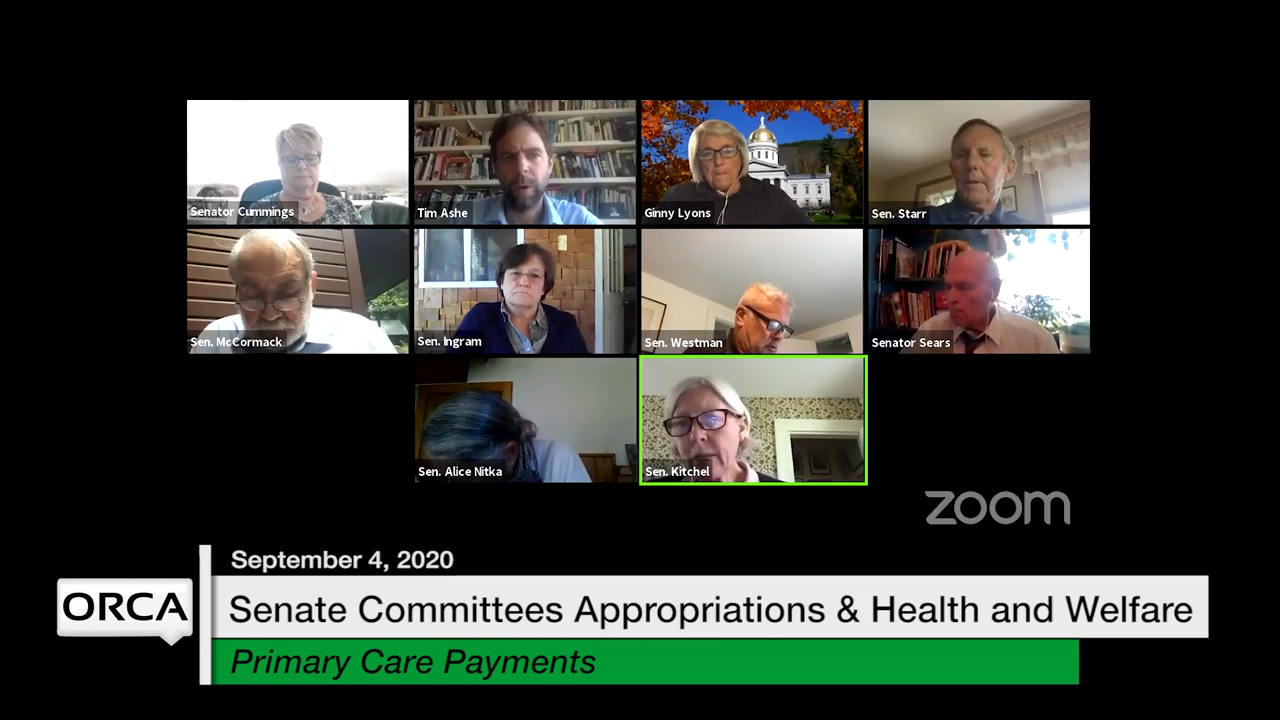 Senator Cummings
Tim Ashe
Ginny Lyons
Sen. Starr
Sen. McCormack
Sen. Ingram
Sen. Westman
Senator Sears
Sen. Alice Nitka
Sen. Kitchel
zoom
September 4, 2020
ORCA
Senate Committees Appropriations & Health and Welfare
Primary Care Payments